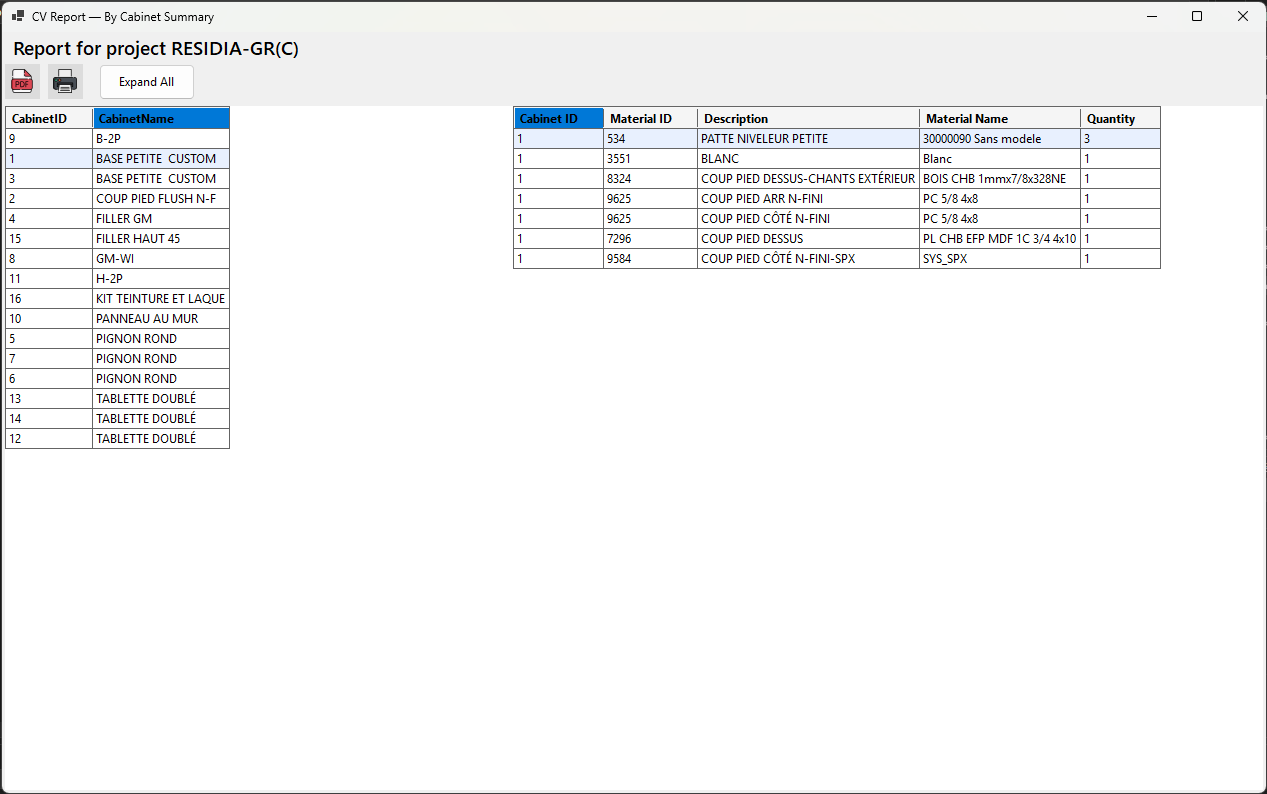 CV Report — By Cabinet Summary
Report for project RESIDIA-GR(C)
PDF
Expand All
CabinetID CabinetName
9 B-2P
1 BASE PETITE  CUSTOM
3 BASE PETITE  CUSTOM
2 COUP PIED FLUSH N-F
4 FILLER GM
15 FILLER HAUT 45
8 GM-WI
11 H-2P
16 KIT TEINTURE ET LAQUE
10 PANNEAU AU MUR
5 PIGNON ROND
7 PIGNON ROND
6 PIGNON ROND
13 TABLETTE DOUBLÉ
14 TABLETTE DOUBLÉ
12 TABLETTE DOUBLÉ
Cabinet ID Material ID Description Material Name Quantity
1 534 PATTE NIVELEUR PETITE 30000090 Sans modele 3
1 3551 BLANC Blanc 1
1 8324 COUP PIED DESSUS-CHANTS EXTÉRIEUR BOIS CHB 1mmx7/8x328NE 1
1 9625 COUP PIED ARR N-FINI PC 5/8 4x8 1
1 9625 COUP PIED CÔTÉ N-FINI PC 5/8 4x8 1
1 7296 COUP PIED DESSUS PL CHB EFP MDF 1C 3/4 4x10 1
1 9584 COUP PIED CÔTÉ N-FINI-SPX SYS_SPX 1